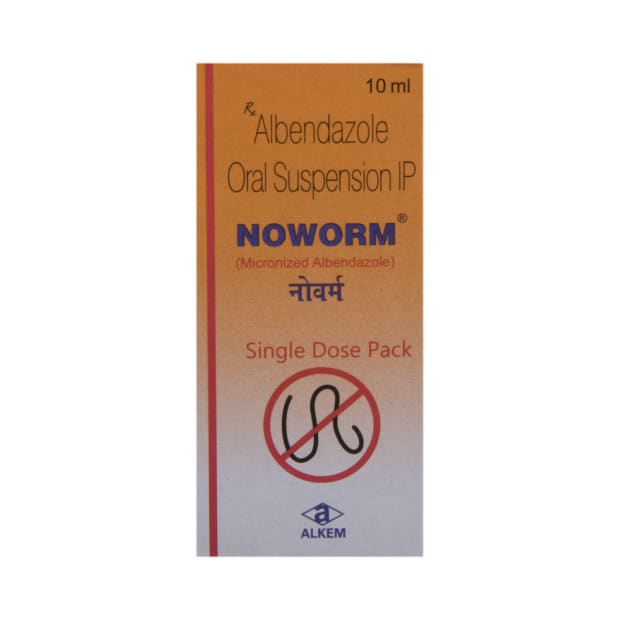 10 ml
Rx Albendazole
Oral Suspension IP
NOWORM®
(Micronized Albendazole)
नोवर्म
Single Dose Pack
a
ALKEM